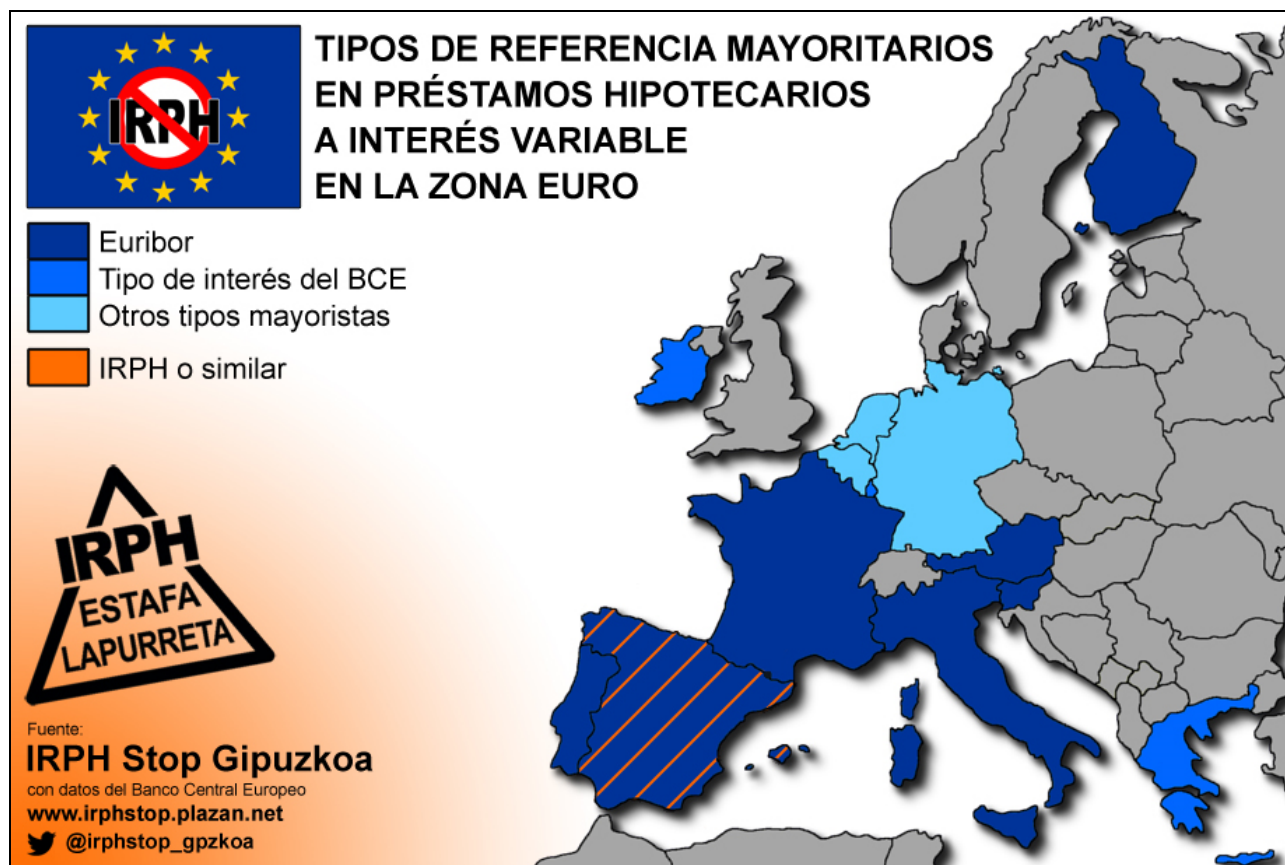 IRPH
TIPOS DE REFERENCIA MAYORITARIOS
EN PRÉSTAMOS HIPOTECARIOS
A INTERÉS VARIABLE
EN LA ZONA EURO
Euribor
Tipo de interés del BCE
Otros tipos mayoristas
IRPH o similar
IRPH
ESTAFA
LAPURRETA
Fuente:
IRPH Stop Gipuzkoa
con datos del Banco Central Europeo
www.irphstop.plazan.net
@irphstop_gpzkoa